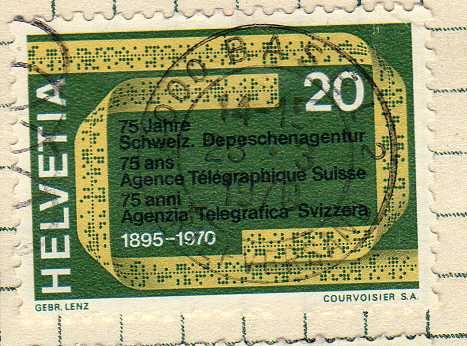 HELVETIA
20
75 Jahre
Schweiz. Depeschenagentur
75 ans
Agence Télégraphique Suisse
75 anni
Agenzia Telegrafica Svizzera
1895-1970
GEBR. LENZ
COURVOISIER S.A.